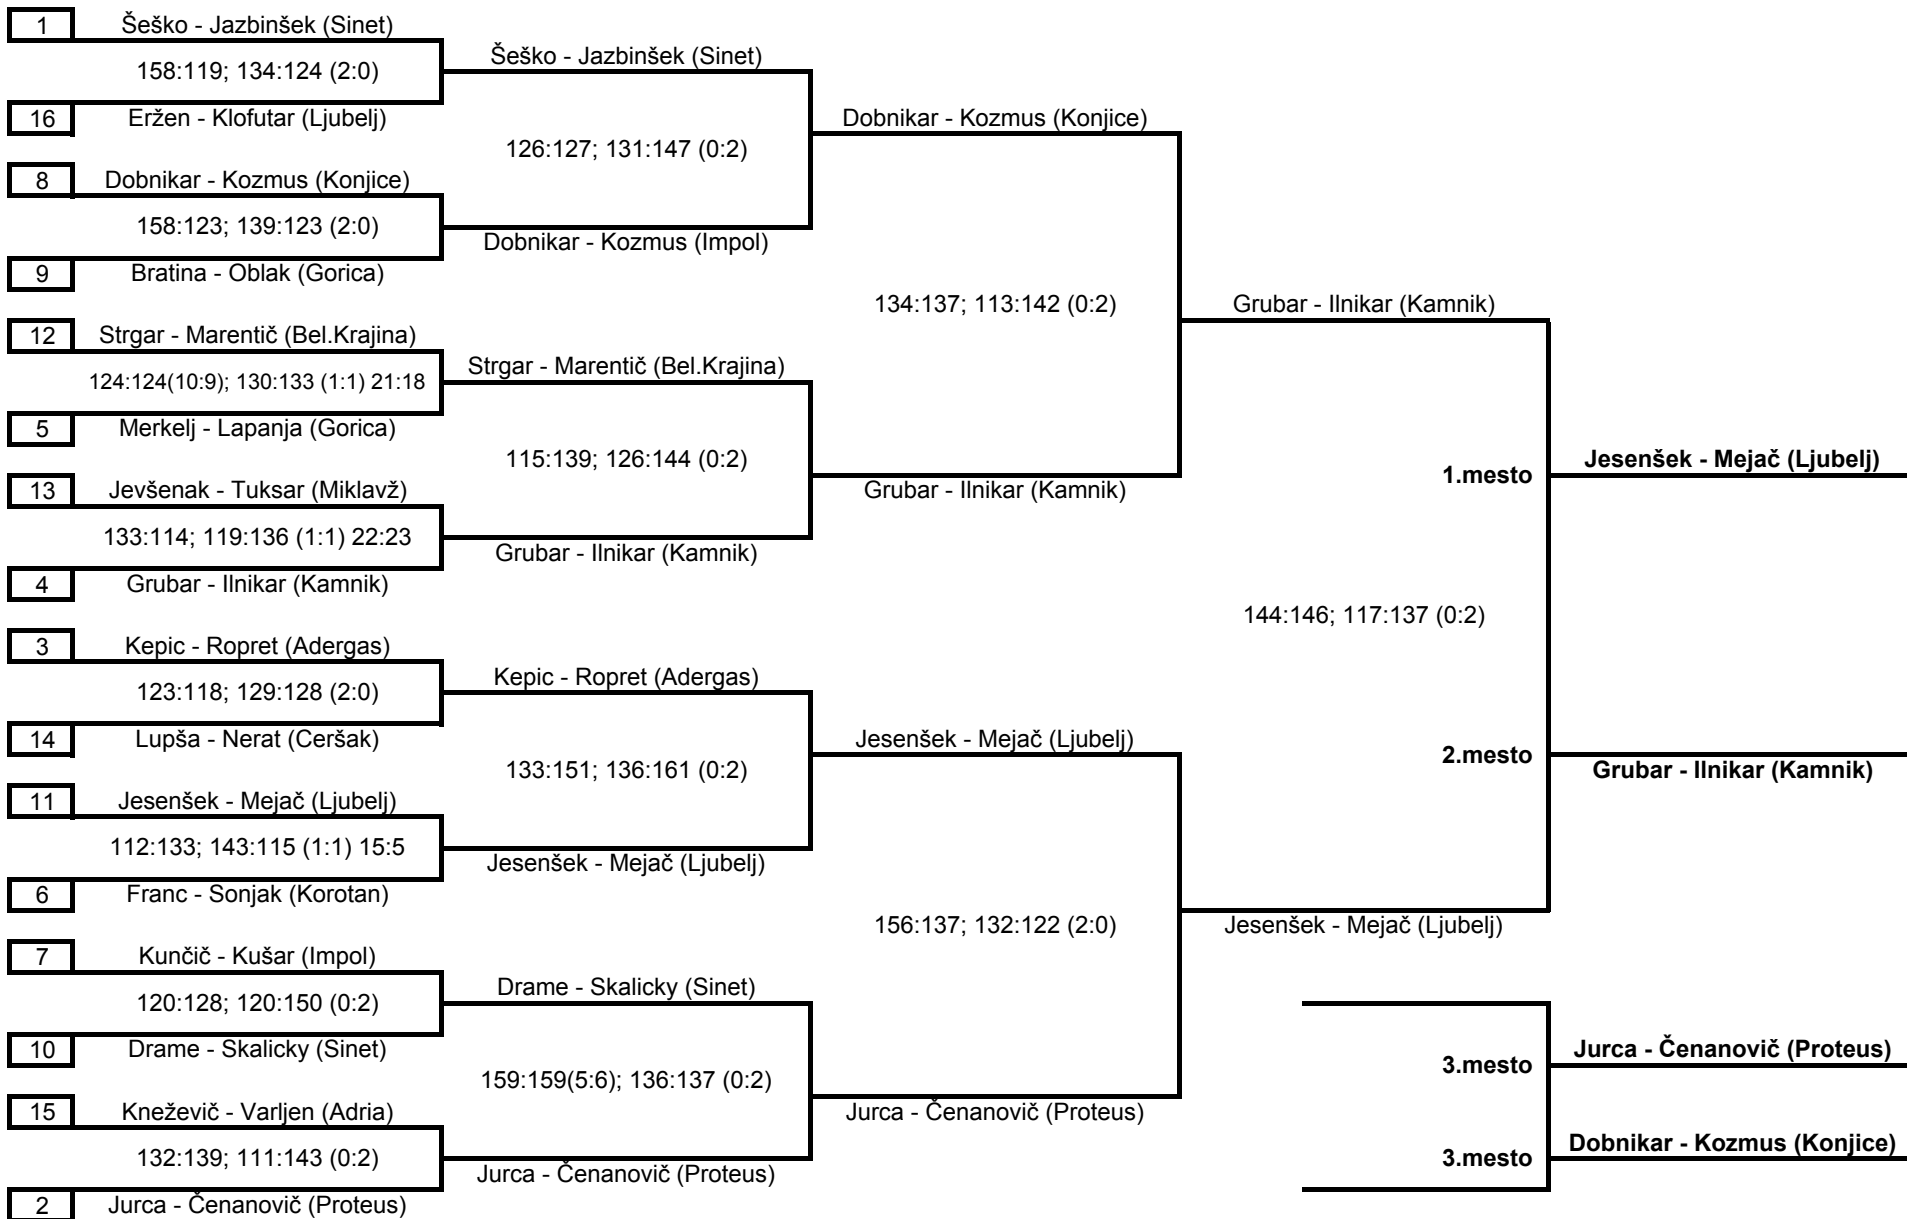 1 Šeško - Jazbinšek (Sinet)
158:119; 134:124 (2:0)
16 Eržen - Klofutar (Ljubelj)
8 Dobnikar - Kozmus (Konjice)
158:123; 139:123 (2:0)
9 Bratina - Oblak (Gorica)
12 Strgar - Marentič (Bel.Krajina)
124:124(10:9); 130:133 (1:1) 21:18
5 Merkelj - Lapanja (Gorica)
13 Jevšenak - Tuksar (Miklavž)
133:114; 119:136 (1:1) 22:23
4 Grubar - Ilnikar (Kamnik)
3 Kepic - Ropret (Adergas)
123:118; 129:128 (2:0)
14 Lupša - Nerat (Ceršak)
11 Jesenšek - Mejač (Ljubelj)
112:133; 143:115 (1:1) 15:5
6 Franc - Sonjak (Korotan)
7 Kunčič - Kušar (Impol)
120:128; 120:150 (0:2)
10 Drame - Skalicky (Sinet)
15 Kneževič - Varljen (Adria)
132:139; 111:143 (0:2)
2 Jurca - Čenanovič (Proteus)
Šeško - Jazbinšek (Sinet)
126:127; 131:147 (0:2)
Dobnikar - Kozmus (Impol)
Strgar - Marentič (Bel.Krajina)
115:139; 126:144 (0:2)
Grubar - Ilnikar (Kamnik)
Kepic - Ropret (Adergas)
133:151; 136:161 (0:2)
Jesenšek - Mejač (Ljubelj)
Drame - Skalicky (Sinet)
159:159(5:6); 136:137 (0:2)
Jurca - Čenanovič (Proteus)
Dobnikar - Kozmus (Konjice)
134:137; 113:142 (0:2)
Grubar - Ilnikar (Kamnik)
Jesenšek - Mejač (Ljubelj)
156:137; 132:122 (2:0)
Jurca - Čenanovič (Proteus)
Grubar - Ilnikar (Kamnik)
144:146; 117:137 (0:2)
Jesenšek - Mejač (Ljubelj)
1.mesto Jesenšek - Mejač (Ljubelj)
2.mesto Grubar - Ilnikar (Kamnik)
3.mesto Jurca - Čenanovič (Proteus)
3.mesto Dobnikar - Kozmus (Konjice)